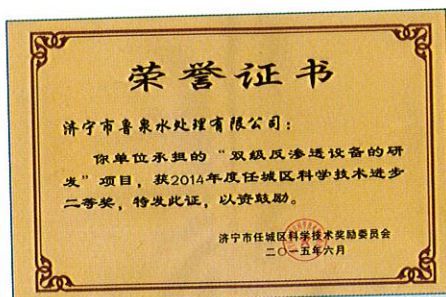 荣誉证书
济宁市鲁泉水处理有限公司：
你单位承担的“双级反渗透设备的研
发”项目，获2014年度任城区科学技术进步
二等奖，特发此证，以资鼓励。
济宁市任城区科学技术奖励委员会
二〇一五年六月